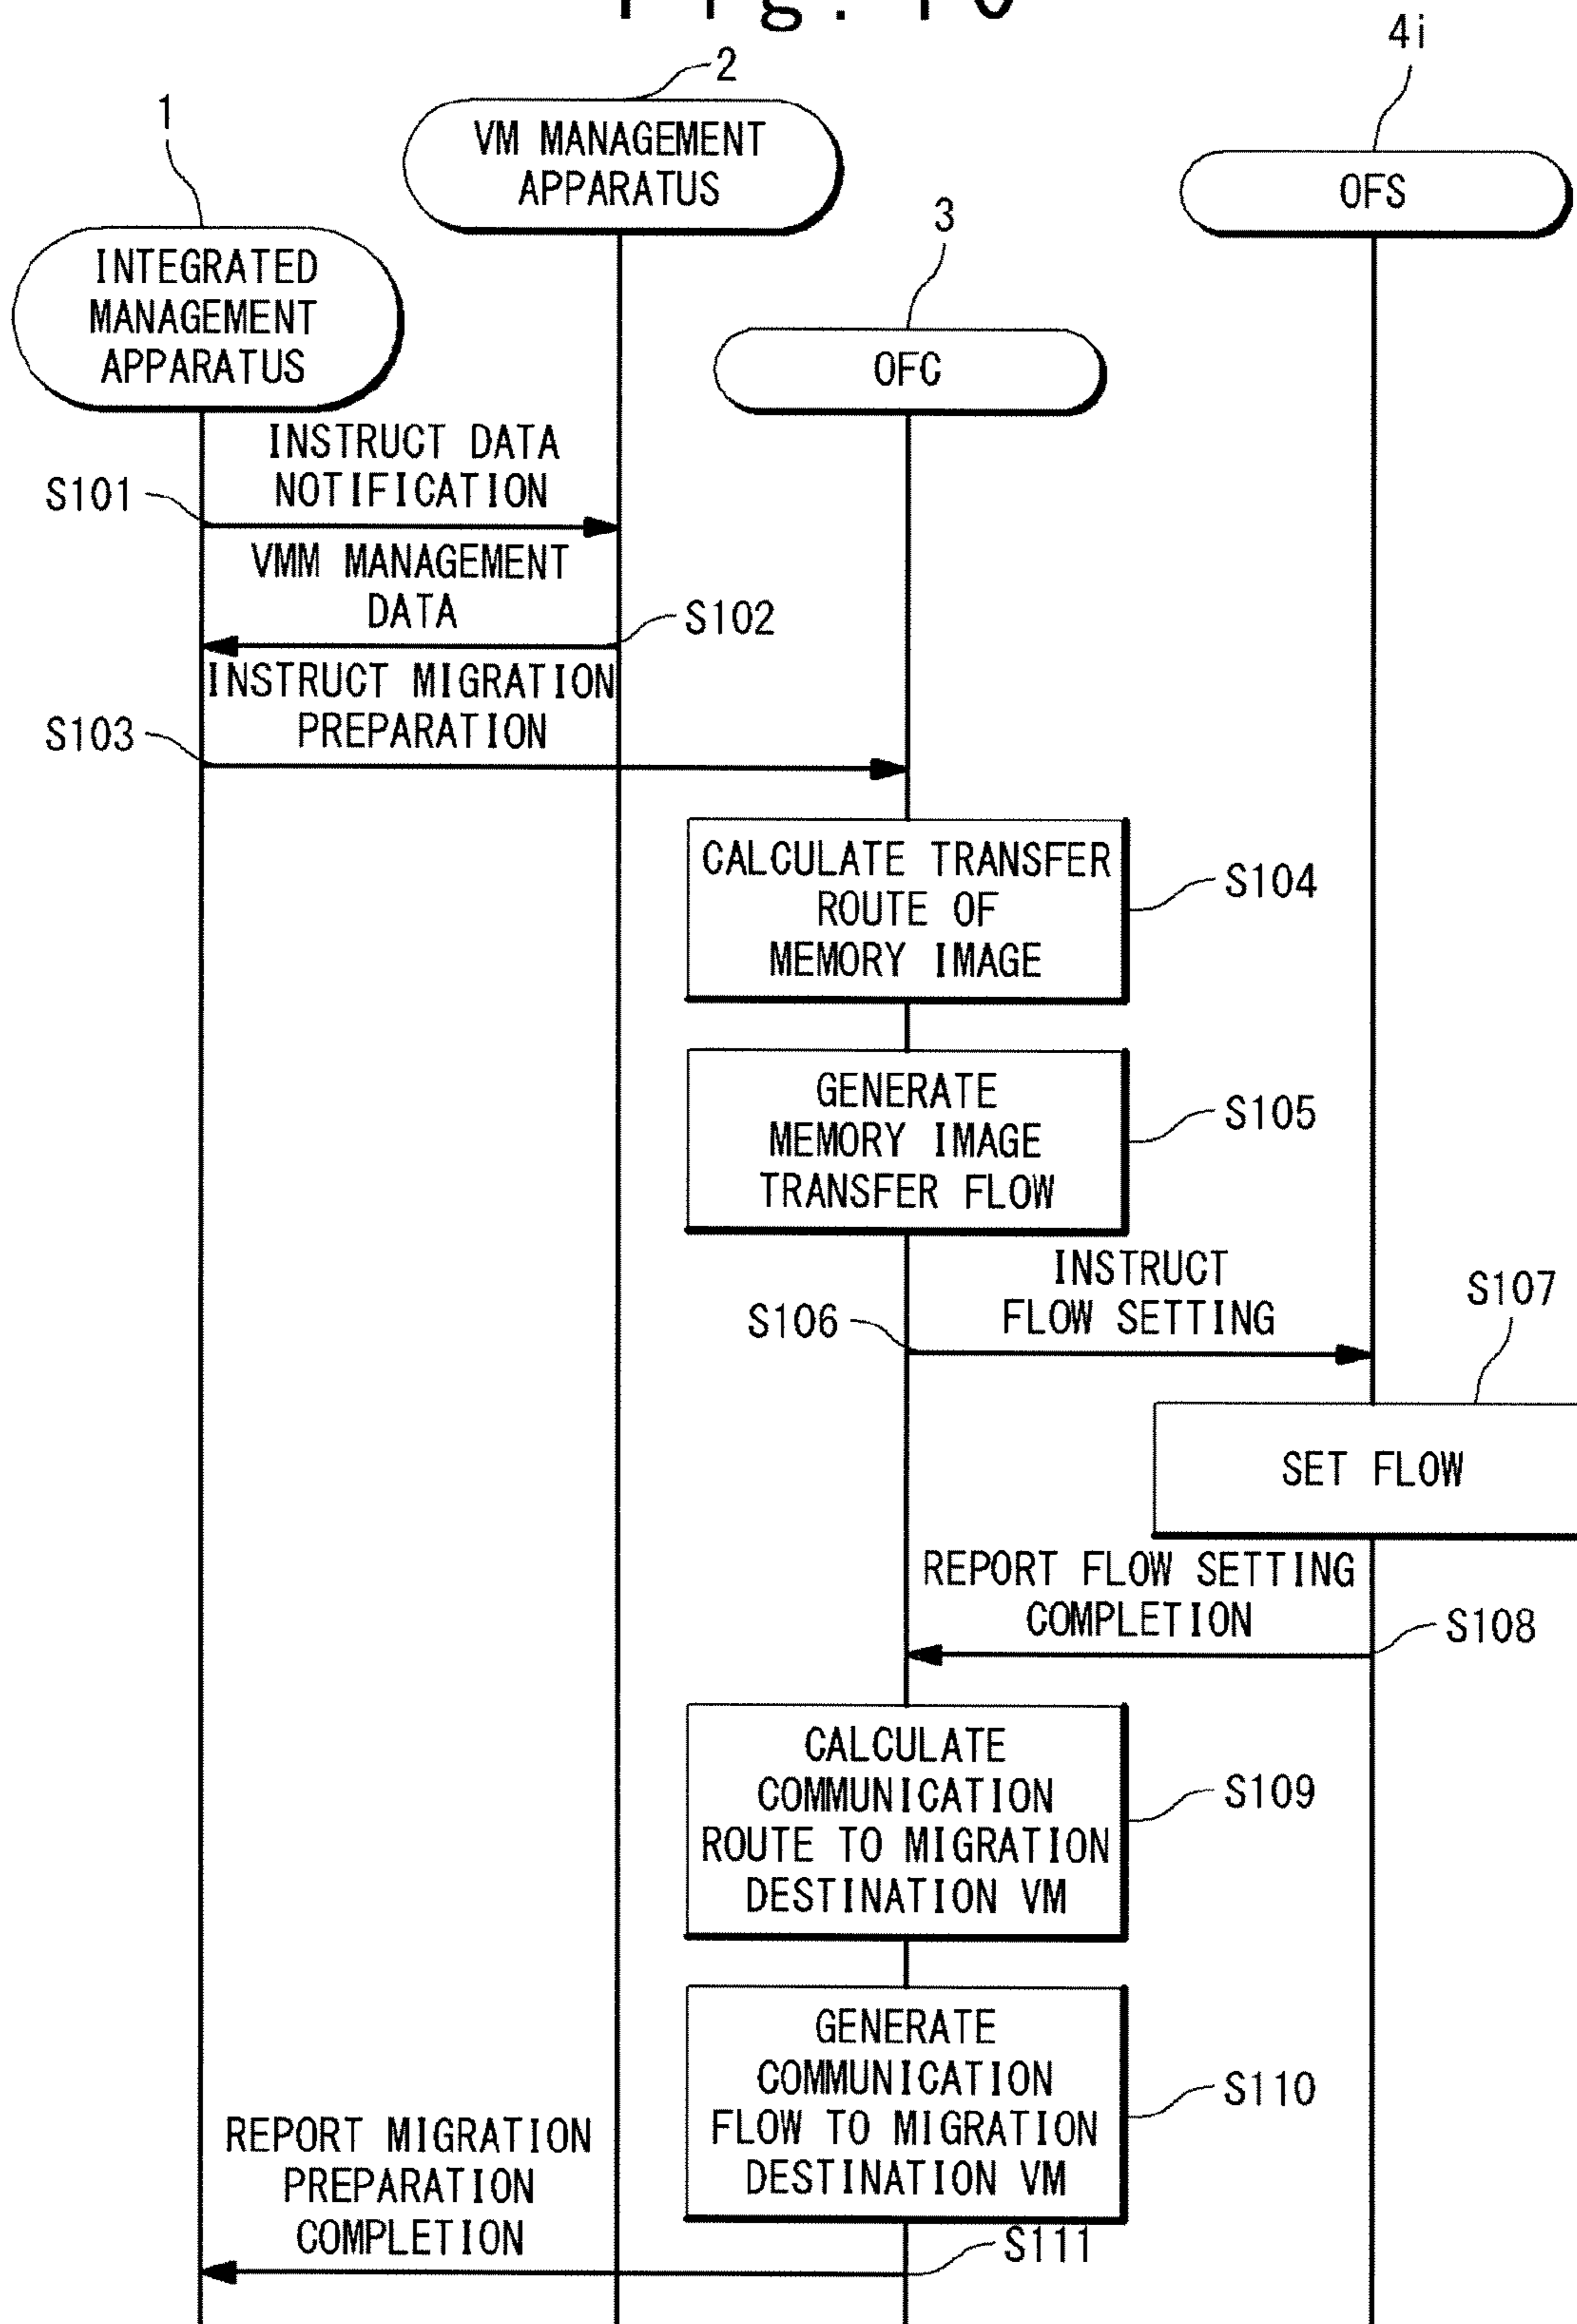 Fig. 10
4i
2
VM MANAGEMENT
APPARATUS
1
OFS
3
INTEGRATED
MANAGEMENT
APPARATUS
OFC
INSTRUCT DATA
NOTIFICATION
S101
VMM MANAGEMENT
DATA
S102
INSTRUCT MIGRATION
PREPARATION
S103
CALCULATE TRANSFER
ROUTE OF
MEMORY IMAGE
S104
GENERATE
MEMORY IMAGE
TRANSFER FLOW
S105
INSTRUCT
FLOW SETTING
S106
S107
SET FLOW
REPORT FLOW SETTING
COMPLETION
S108
CALCULATE
COMMUNICATION
ROUTE TO MIGRATION
DESTINATION VM
S109
GENERATE
COMMUNICATION
FLOW TO MIGRATION
DESTINATION VM
S110
REPORT MIGRATION
PREPARATION
COMPLETION
S111